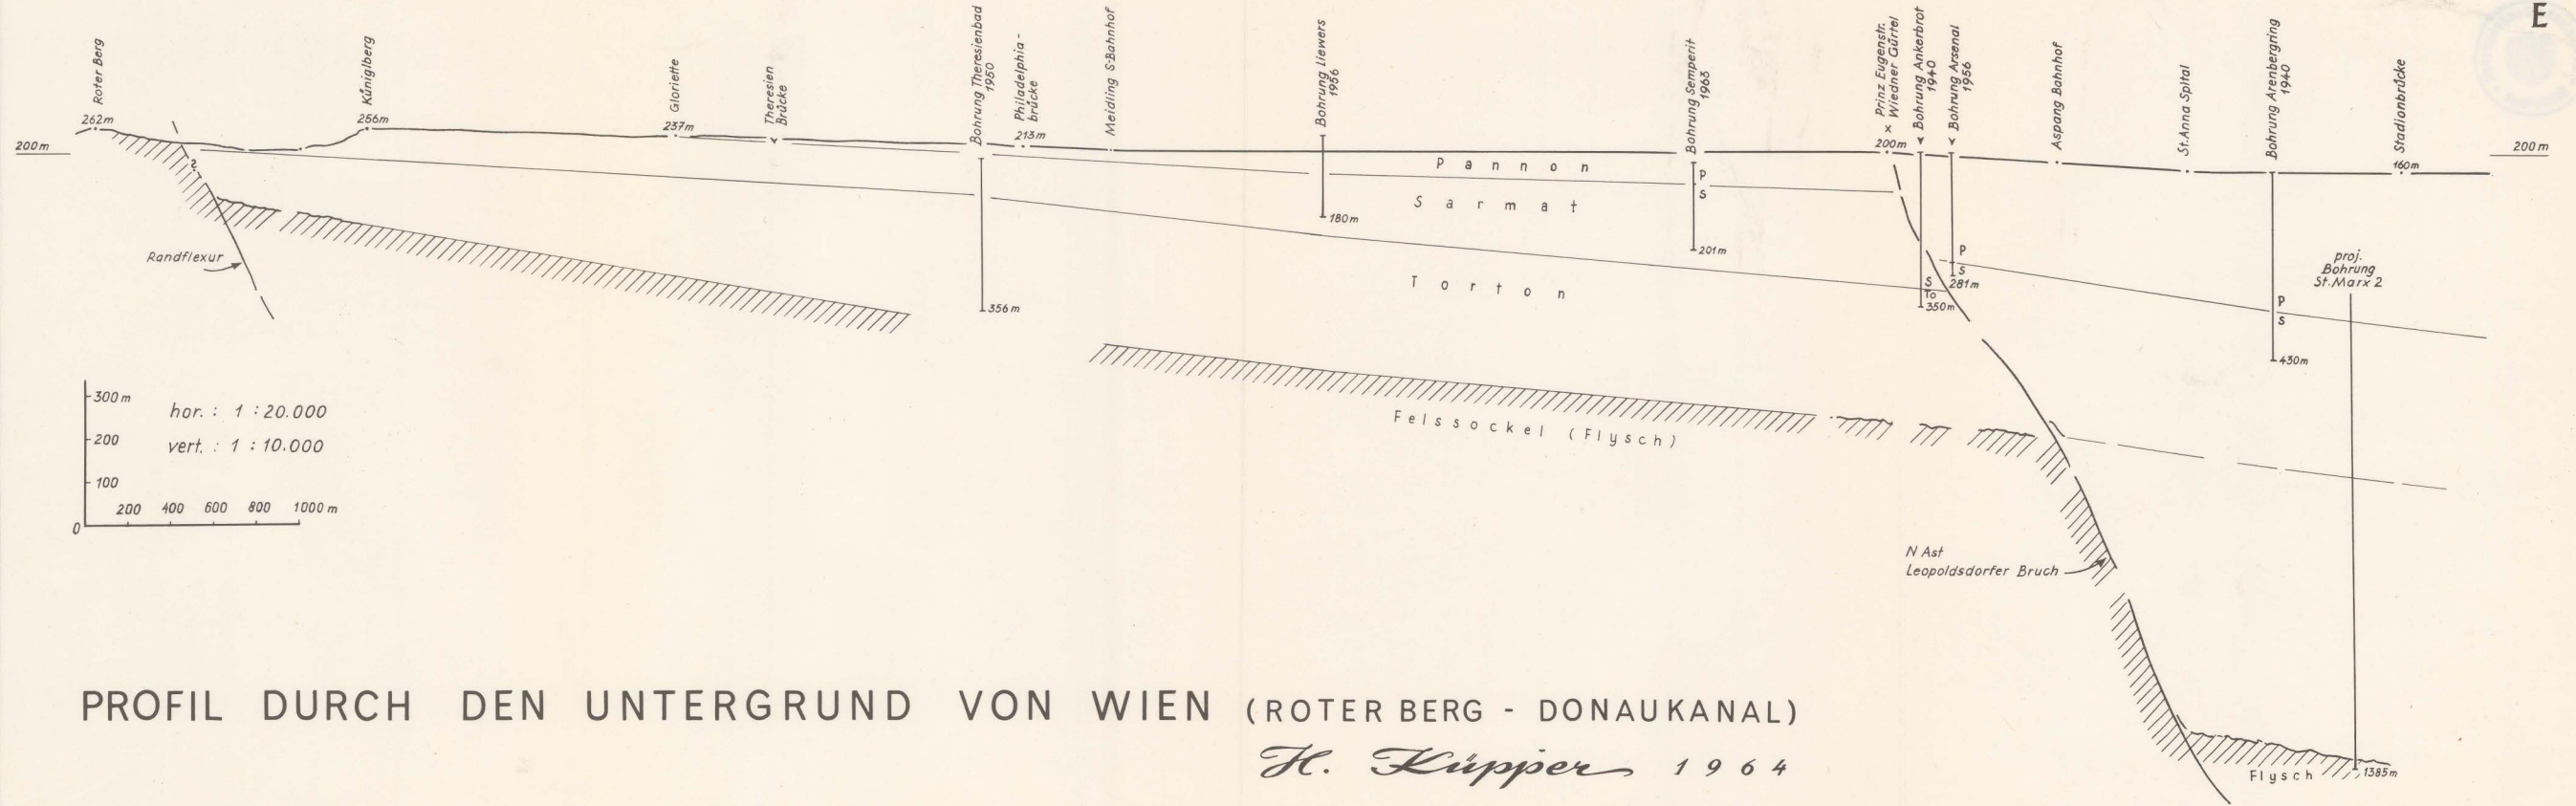 E
Roter Berg
262m
200m
Küniglberg
256m
Gloriette
237m
Theresien
Brücke
Bohrung Theresienbad
1950
Philadelphia-
brücke
213m
Meidling S-Bahnhof
Bohrung Liewers
1956
Bohrung Semperit
1963
Prinz Eugenstr.
x Wiedner Gürtel
200m
Bohrung Ankerbrot
1940
Bohrung Arsenal
1956
Aspang Bahnhof
St. Anna Spital
Bohrung Arenbergring
1940
Stadionbrücke
160m
200 m
?
Randflexur
356m
180m
P
S
201m
Pannon
Sarmat
Torton
P
S
281m
S
To
350m
P
S
430m
proj.
Bohrung
St. Marx 2
Felssockel (Flysch)
300m
200
100
0
200 400 600 800 1000 m
hor. : 1 : 20.000
vert. : 1 : 10.000
N Ast
Leopoldsdorfer Bruch
Flysch
1385m
PROFIL DURCH DEN UNTERGRUND VON WIEN (ROTER BERG - DONAUKANAL)
H. Küpper 1964